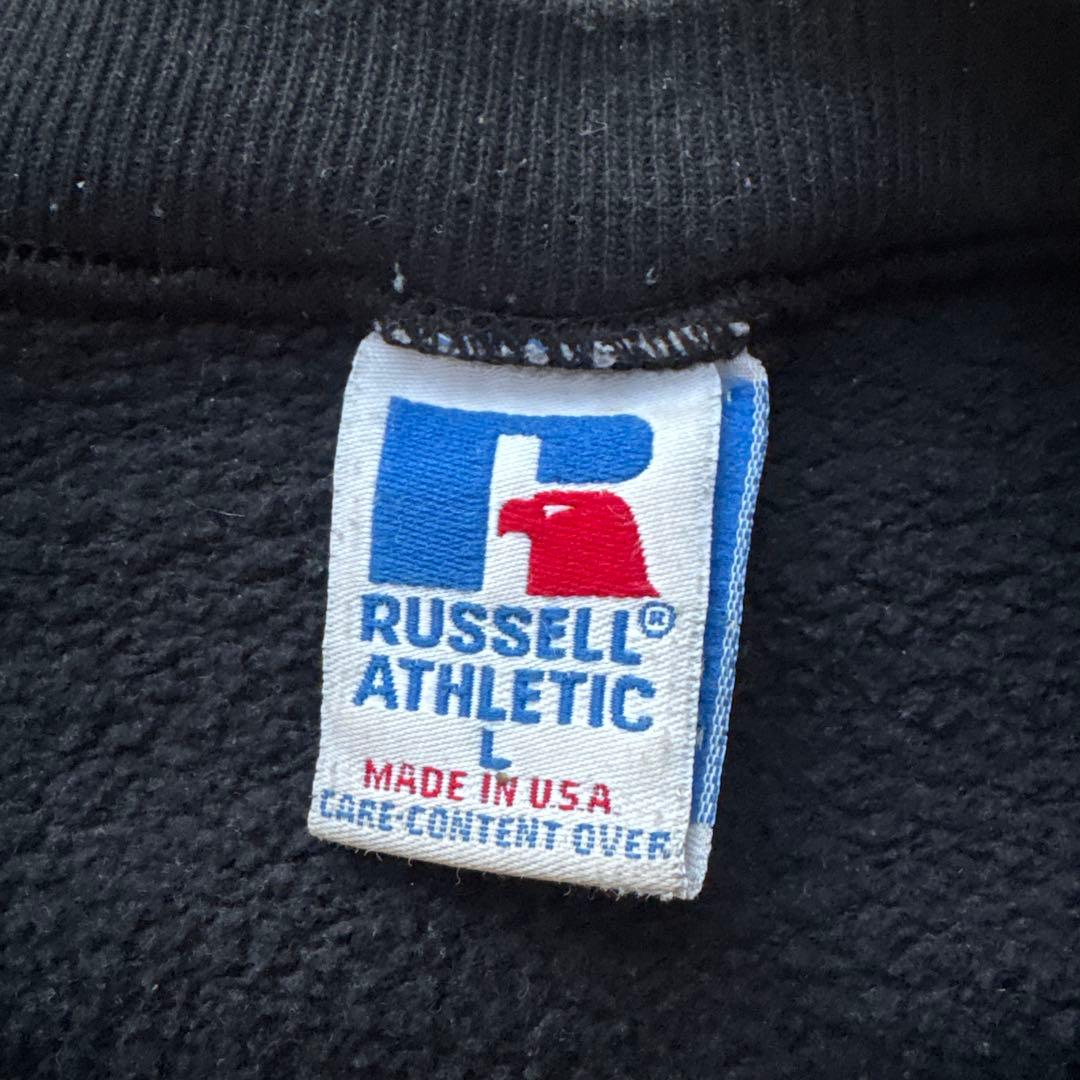 R
RUSSELL®
ATHLETIC
L
MADE IN U.S.A.
CARE-CONTENT OVER